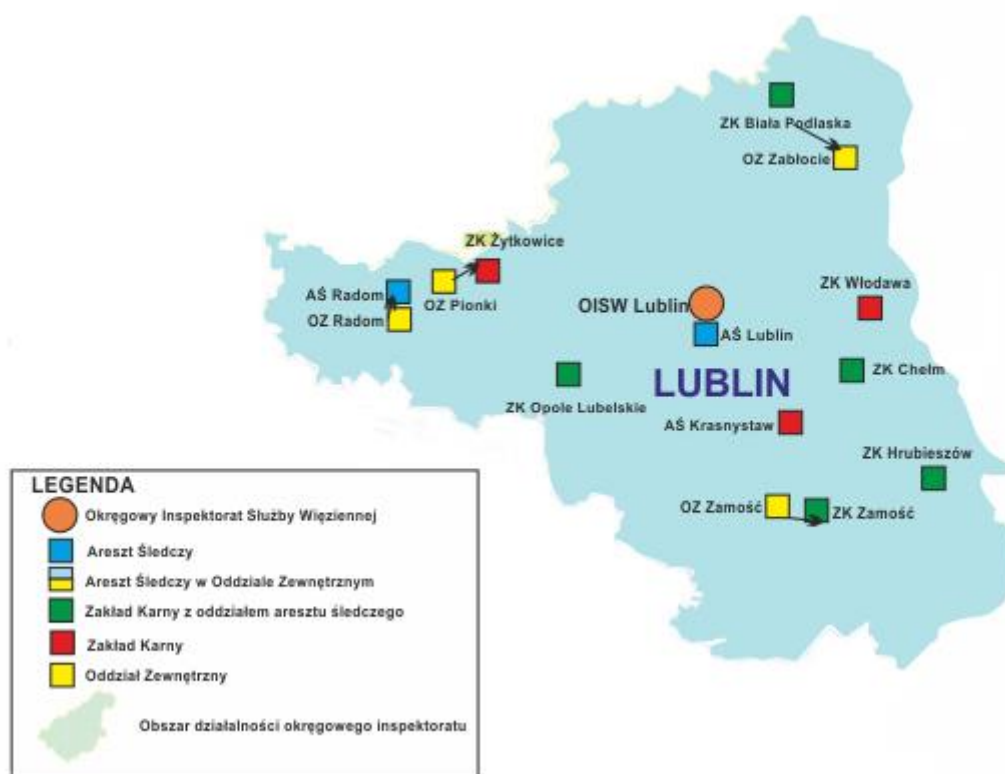 ZK Biała Podlaska
OZ Zabłocie
ZK Żytkowice
AŚ Radom
OZ Pionki
OZ Radom
OISW Lublin
AŚ Lublin
ZK Włodawa
LUBLIN
ZK Chełm
ZK Opole Lubelskie
AŚ Krasnystaw
ZK Hrubieszów
OZ Zamość
ZK Zamość
LEGENDA
Okręgowy Inspektorat Służby Więziennej
Areszt Śledczy
Areszt Śledczy w Oddziale Zewnętrznym
Zakład Karny z oddziałem aresztu śledczego
Zakład Karny
Oddział Zewnętrzny
Obszar działalności okręgowego inspektoratu